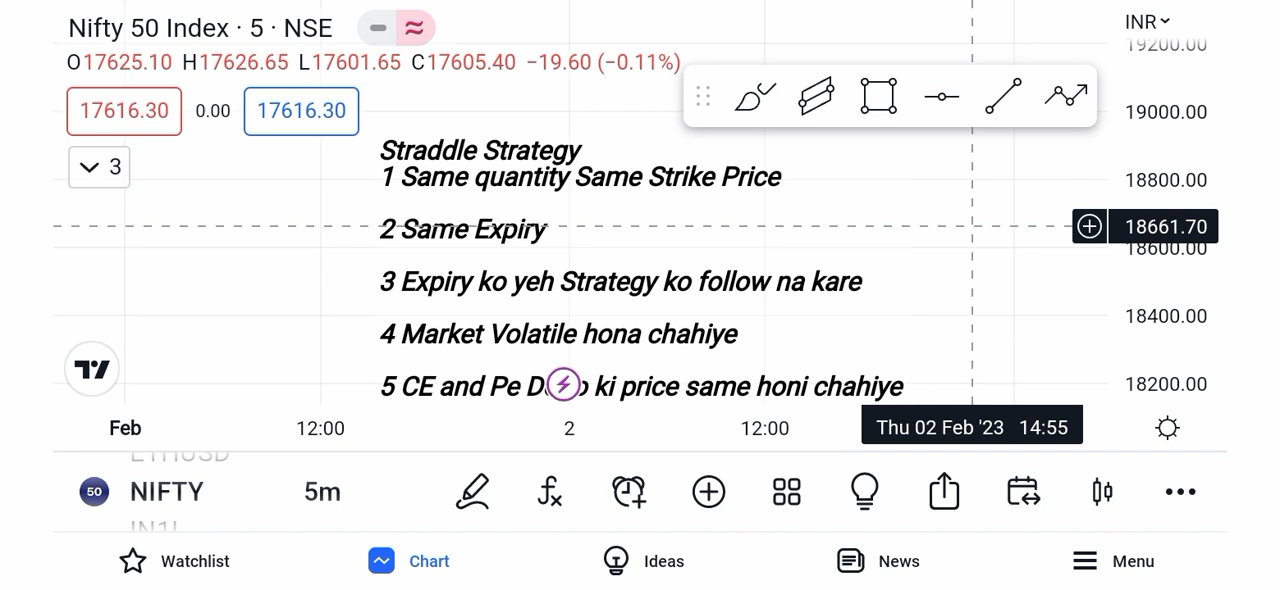 Nifty 50 Index · 5 · NSE
O17625.10 H17626.65 L17601.65 C17605.40 −19.60 (−0.11%)
17616.30 0.00 17616.30
3
INR
19200.00
19000.00
18800.00
18661.70
18600.00
18400.00
18200.00
Straddle Strategy
1 Same quantity Same Strike Price
2 Same Expiry
3 Expiry ko yeh Strategy ko follow na kare
4 Market Volatile hona chahiye
5 CE and Pe ki price same honi chahiye
Feb 12:00 2 12:00 Thu 02 Feb '23 14:55
ETHUSD
50 NIFTY 5m
Watchlist Chart Ideas News Menu